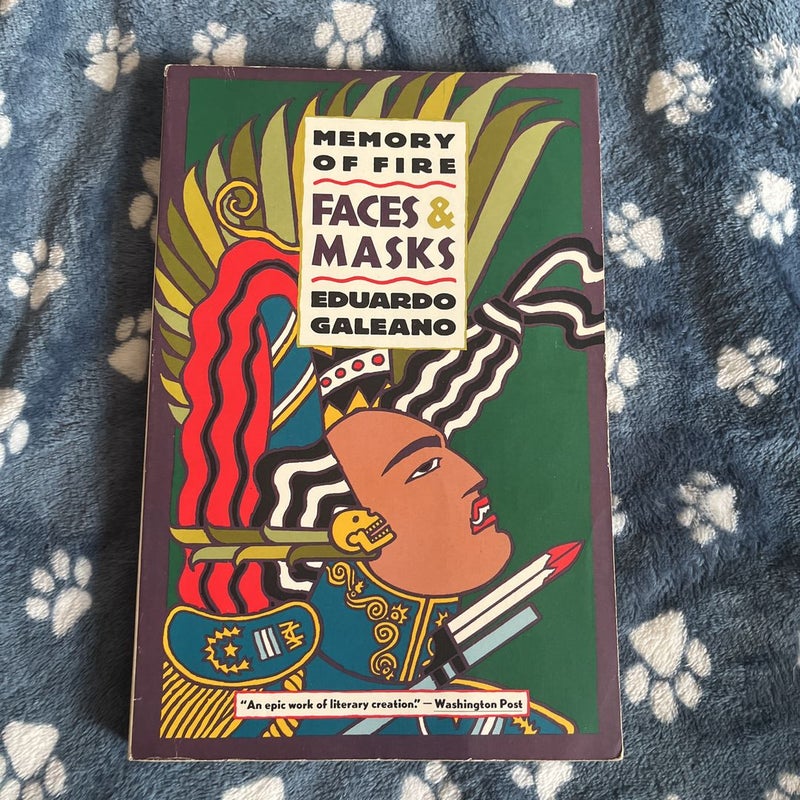 MEMORY
OF FIRE
FACES &
MASKS
EDUARDO
GALEANO
"An epic work of literary creation." — Washington Post